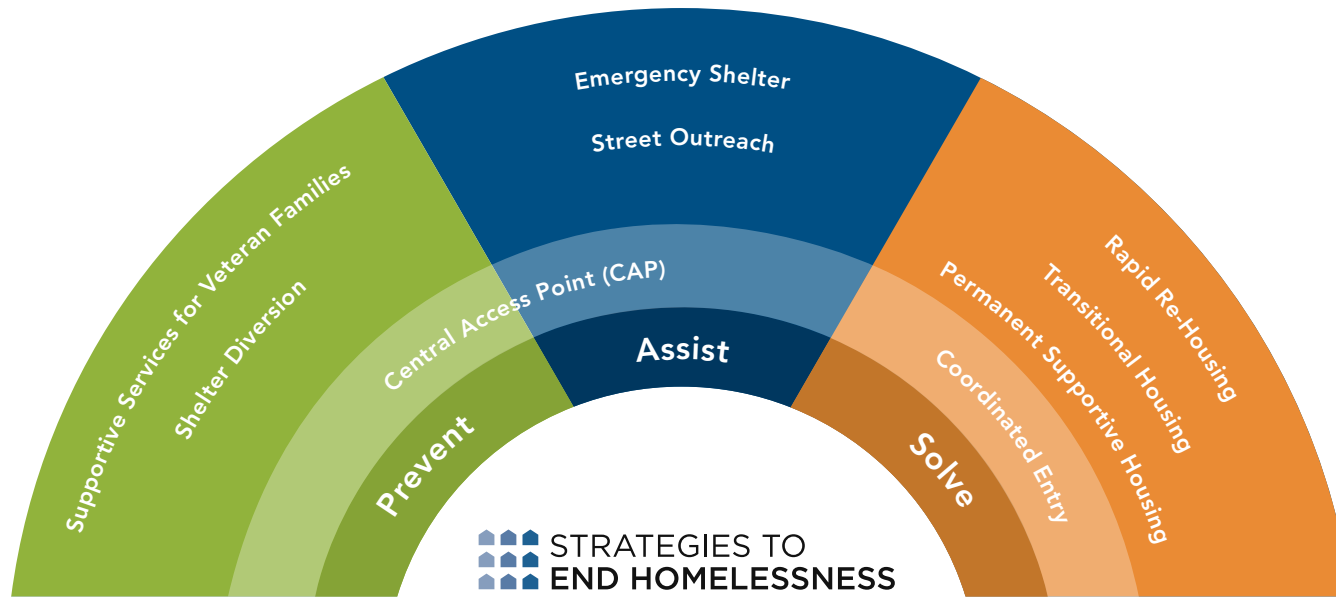 Emergency Shelter
Street Outreach
Supportive Services for Veteran Families
Shelter Diversion
Central Access Point (CAP)
Prevent
Assist
Rapid Re-Housing
Transitional Housing
Permanent Supportive Housing
Coordinated Entry
Solve
STRATEGIES TO
END HOMELESSNESS